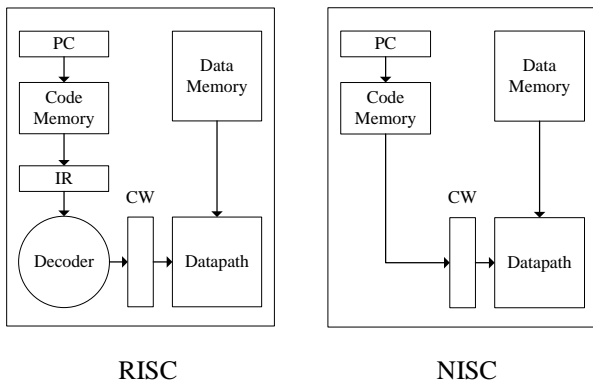 PC
Code
Memory
IR
Decoder
CW
Data
Memory
Datapath
RISC
PC
Code
Memory
CW
Data
Memory
Datapath
NISC